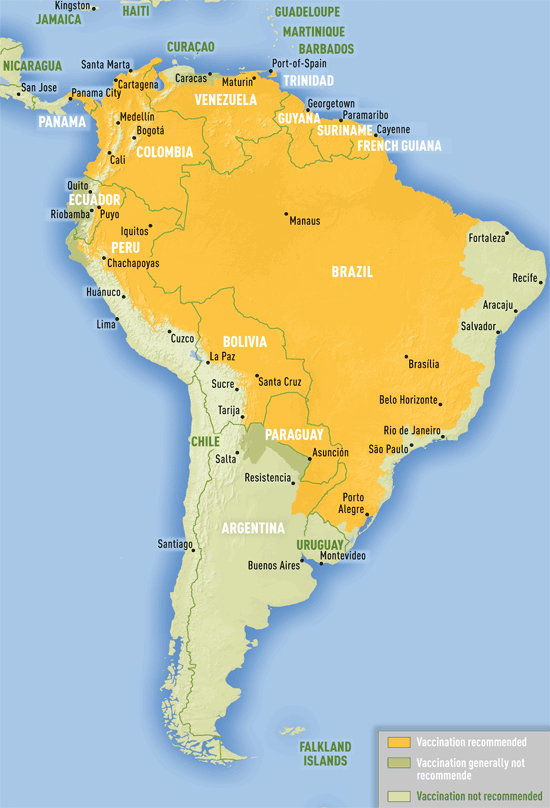 Kingston
JAMAICA
HAITI
GUADELOUPE
MARTINIQUE
BARBADOS
CURAÇAO
NICARAGUA
Santa Marta
Port-of-Spain
San Jose
Panama City
Cartagena
Caracas
Maturin
TRINIDAD
VENEZUELA
Georgetown
PANAMA
Medellín
GUYANA
Paramaribo
Bogotá
SURINAME
Cayenne
COLOMBIA
FRENCH GUIANA
Cali
Quito
ECUADOR
Riobamba
Puyo
Manaus
Iquitos
Fortaleza
PERU
Chachapoyas
BRAZIL
Recife
Huánuco
Aracaju
Lima
Salvador
Cuzco
BOLIVIA
La Paz
Brasília
Santa Cruz
Sucre
Belo Horizonte
Tarija
Rio de Janeiro
PARAGUAY
CHILE
São Paulo
Asunción
Salta
Resistencia
Porto
Alegre
ARGENTINA
Santiago
URUGUAY
Montevideo
Buenos Aires
FALKLAND
ISLANDS
Vaccination recommended
Vaccination generally not
recommende
Vaccination not recommended